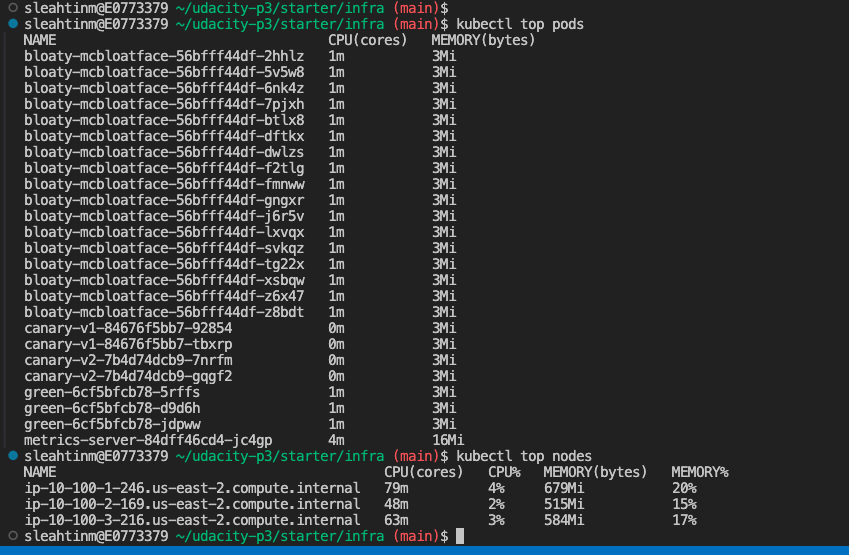 sleahtinm@E0773379 ~/udacity-p3/starter/infra (main)$
sleahtinm@E0773379 ~/udacity-p3/starter/infra (main)$ kubectl top pods
NAME CPU(cores) MEMORY(bytes)
bloaty-mcbloatface-56bfff44df-2hhlz 1m 3Mi
bloaty-mcbloatface-56bfff44df-5v5w8 1m 3Mi
bloaty-mcbloatface-56bfff44df-6nk4z 1m 3Mi
bloaty-mcbloatface-56bfff44df-7pjxh 1m 3Mi
bloaty-mcbloatface-56bfff44df-btlx8 1m 3Mi
bloaty-mcbloatface-56bfff44df-dftkx 1m 3Mi
bloaty-mcbloatface-56bfff44df-dwlzs 1m 3Mi
bloaty-mcbloatface-56bfff44df-f2tlg 1m 3Mi
bloaty-mcbloatface-56bfff44df-fmnww 1m 3Mi
bloaty-mcbloatface-56bfff44df-gngxr 1m 3Mi
bloaty-mcbloatface-56bfff44df-j6r5v 1m 3Mi
bloaty-mcbloatface-56bfff44df-lxvqx 1m 3Mi
bloaty-mcbloatface-56bfff44df-svkqz 1m 3Mi
bloaty-mcbloatface-56bfff44df-tg22x 1m 3Mi
bloaty-mcbloatface-56bfff44df-xsbqw 1m 3Mi
bloaty-mcbloatface-56bfff44df-z6x47 1m 3Mi
bloaty-mcbloatface-56bfff44df-z8bdt 1m 3Mi
canary-v1-84676f5bb7-92854 0m 3Mi
canary-v1-84676f5bb7-tbxrp 0m 3Mi
canary-v2-7b4d74dcb9-7nrfm 0m 3Mi
canary-v2-7b4d74dcb9-gqgf2 0m 3Mi
green-6cf5bfcb78-5rffs 1m 3Mi
green-6cf5bfcb78-d9d6h 1m 3Mi
green-6cf5bfcb78-jdpww 1m 3Mi
metrics-server-84dff46cd4-jc4gp 4m 16Mi
sleahtinm@E0773379 ~/udacity-p3/starter/infra (main)$ kubectl top nodes
NAME CPU(cores) CPU% MEMORY(bytes) MEMORY%
ip-10-100-1-246.us-east-2.compute.internal 79m 4% 679Mi 20%
ip-10-100-2-169.us-east-2.compute.internal 48m 2% 515Mi 15%
ip-10-100-3-216.us-east-2.compute.internal 63m 3% 584Mi 17%
sleahtinm@E0773379 ~/udacity-p3/starter/infra (main)$